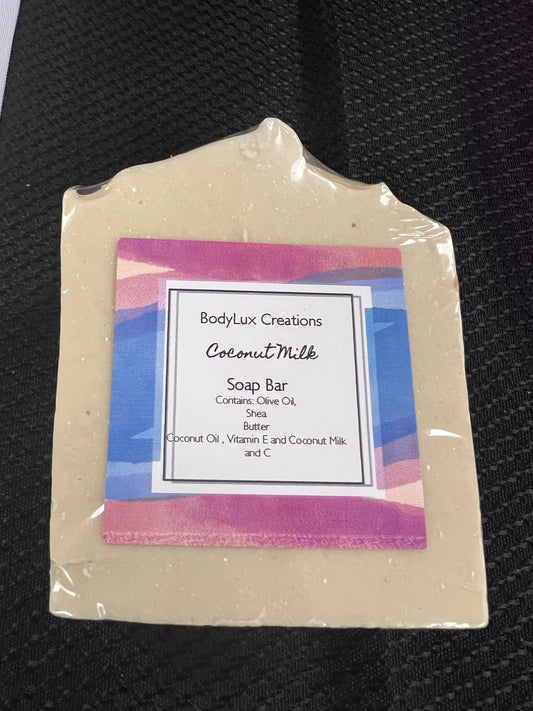 BodyLux Creations
Coconut Milk
Soap Bar
Contains: Olive Oil,
Shea
Butter
Coconut Oil , Vitamin E and Coconut Milk
and C